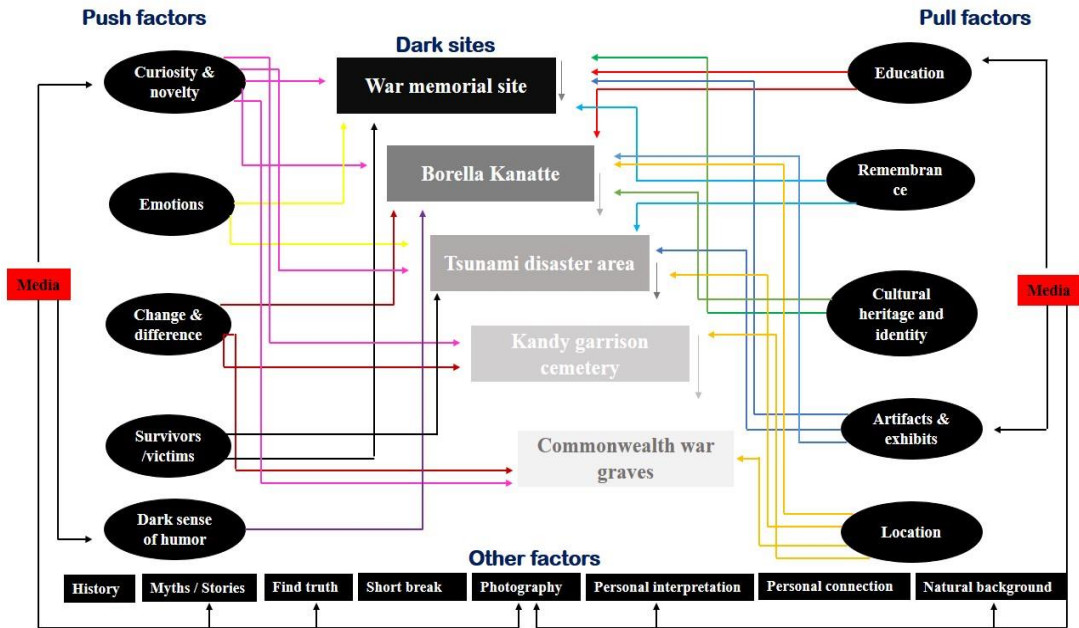 Push factors
Pull factors
Dark sites
Curiosity &
novelty
War memorial site
Education
Borella Kanatte
Remembran
ce
Emotions
Tsunami disaster area
Media
Media
Change &
difference
Cultural
heritage and
identity
Kandy garrison
cemetery
Survivors
/victims
Commonwealth war
graves
Artifacts &
exhibits
Dark sense
of humor
Location
Other factors
History
Myths / Stories
Find truth
Short break
Photography
Personal interpretation
Personal connection
Natural background